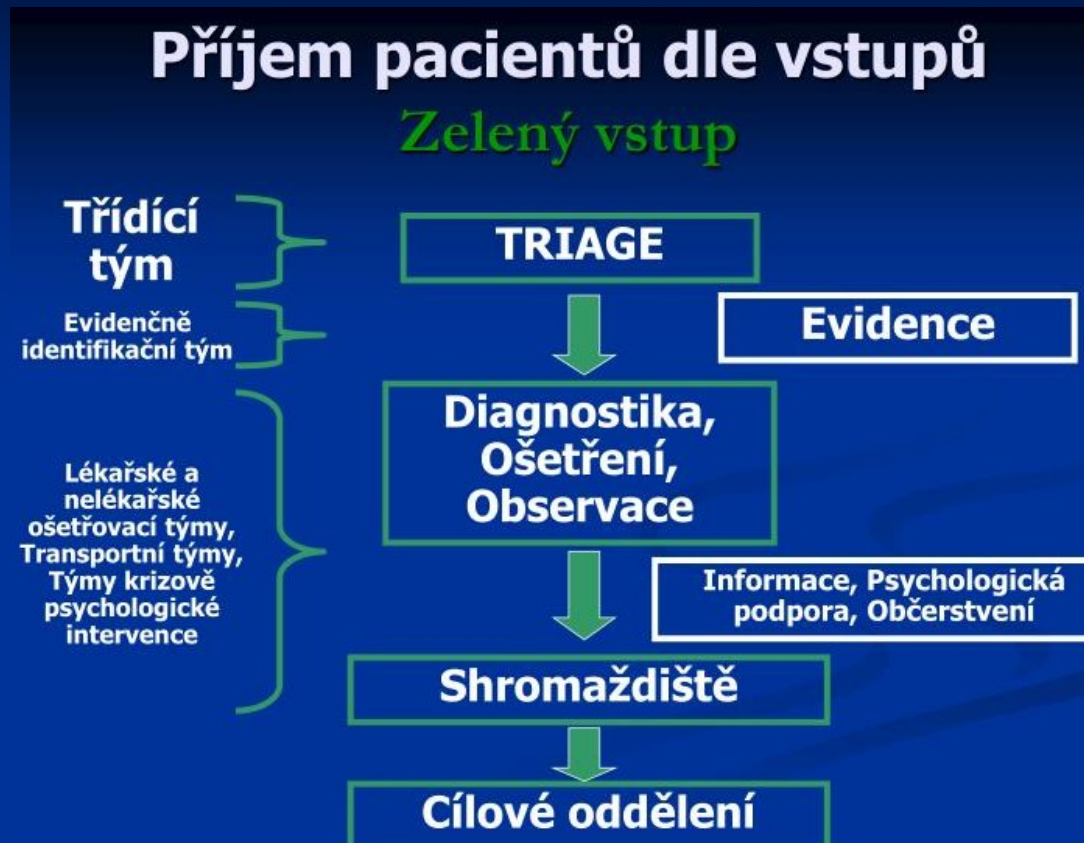 Příjem pacientů dle vstupů
Zelený vstup
Třídící
tým
TRIAGE
Evidenčně
identifikační tým
Evidence
Diagnostika,
Ošetření,
Observace
Lékařské a
nelékařské
ošetřovací týmy,
Transportní týmy,
Týmy krizově
psychologické
intervence
Informace, Psychologická
podpora, Občerstvení
Shromaždiště
Cílové oddělení